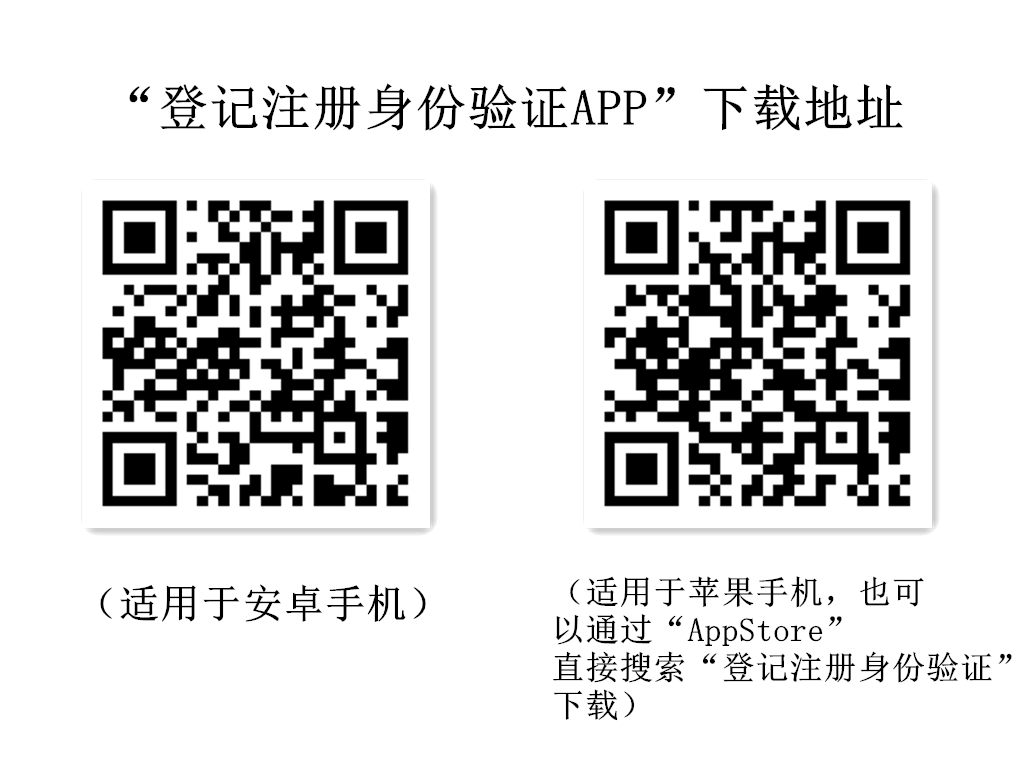 “登记注册身份验证APP”下载地址
（适用于安卓手机）
（适用于苹果手机，也可
以通过“AppStore”
直接搜索“登记注册身份验证”
下载）